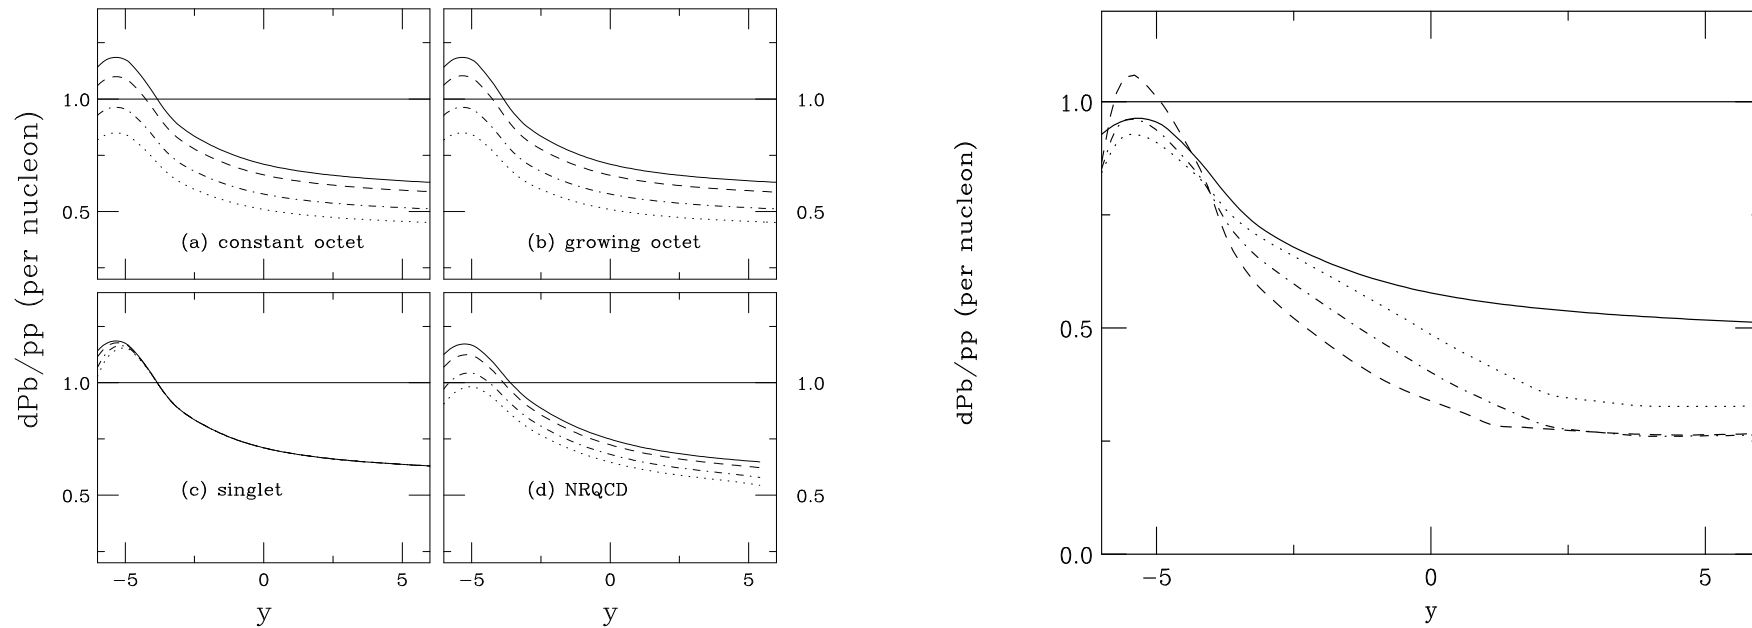 dPb/pp (per nucleon)
1.0
0.5
(a) constant octet
(b) growing octet
1.0
0.5
1.0
0.5
(c) singlet
(d) NRQCD
1.0
0.5
−5
0
5
−5
0
5
y
y
dPb/pp (per nucleon)
1.0
0.5
0.0
−5
0
5
y